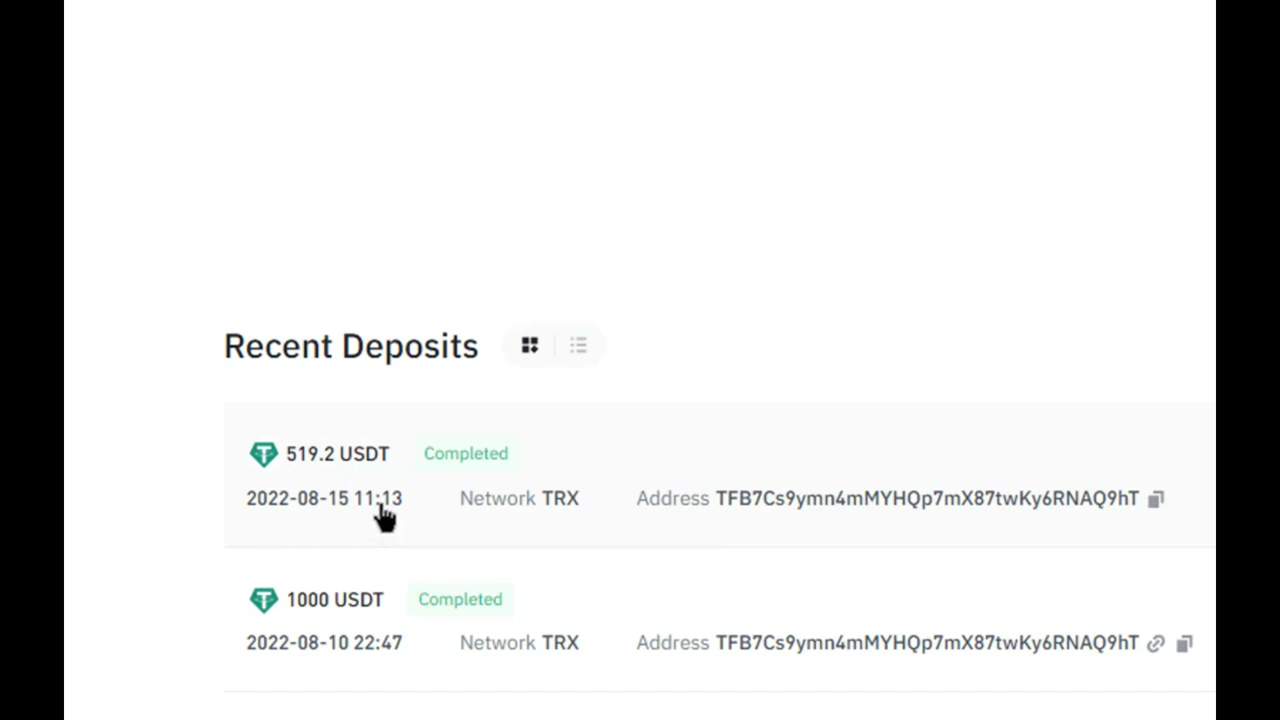 Recent Deposits
519.2 USDT Completed
2022-08-15 11:13 Network TRX Address TFB7Cs9ymn4mMYHQp7mX87twKy6RNAQ9hT
1000 USDT Completed
2022-08-10 22:47 Network TRX Address TFB7Cs9ymn4mMYHQp7mX87twKy6RNAQ9hT